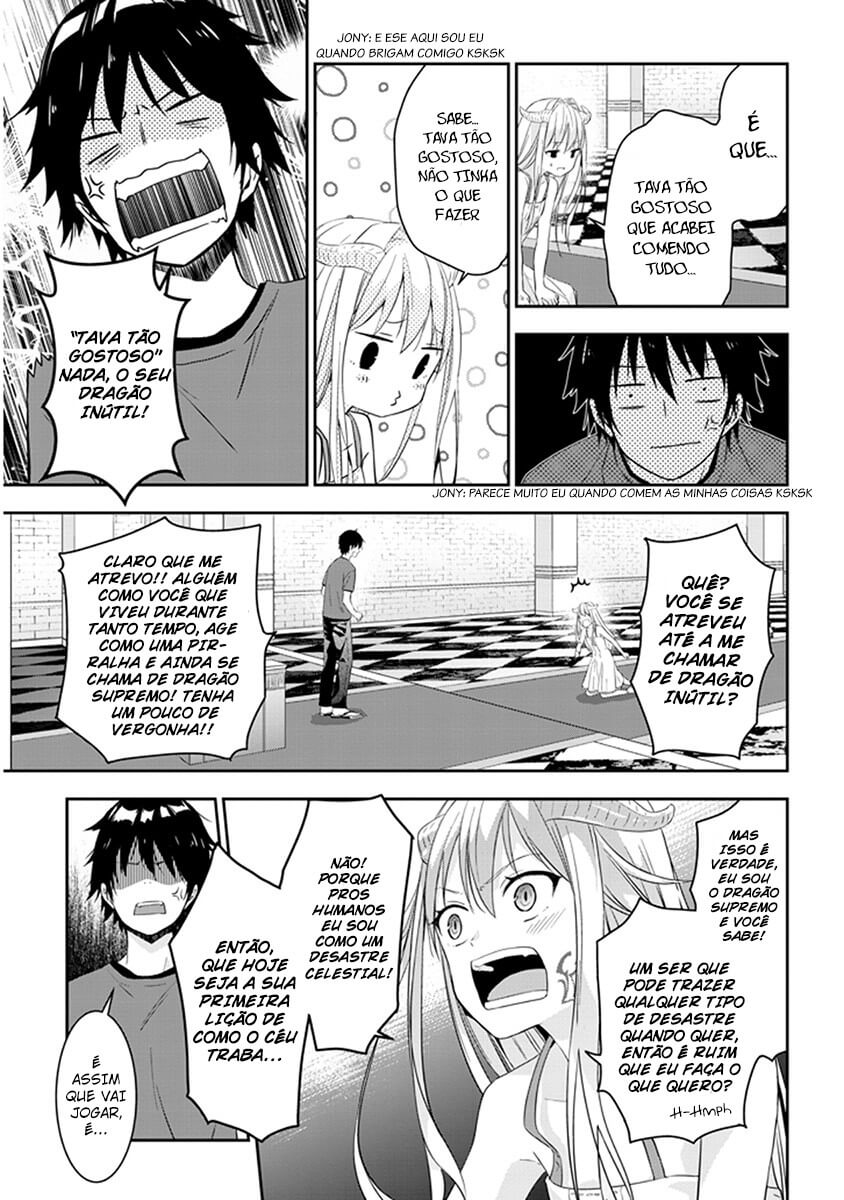 É
QUE...
TAVA TÃO
GOSTOSO
QUE ACABEI
COMENDO
TUDO...
JONY: E ESE AQUI SOU EU
QUANDO BRIGAM COMIGO KSKSK
SABE...
TAVA TÃO
GOSTOSO,
NÃO TINHA
O QUE
FAZER
JONY: PARECE MUITO EU QUANDO COMEM AS MINHAS COISAS KSKSK
"TAVA TÃO
GOSTOSO"
NADA, O SEU
DRAGÃO
INÚTIL!
QUÊ?
VOCÊ SE
ATREVEU
ATÉ A ME
CHAMAR
DE DRAGÃO
INÚTIL?
CLARO QUE ME
ATREVO!! ALGUÉM
COMO VOCÊ QUE
VIVEU DURANTE
TANTO TEMPO, AGE
COMO UMA PIR-
RALHA E AINDA SE
CHAMA DE DRAGÃO
SUPREMO! TENHA
UM POUCO DE
VERGONHA!!
MAS
ISSO É
VERDADE,
EU SOU
O DRAGÃO
SUPREMO
E VOCÊ
SABE!
UM SER QUE
PODE TRAZER
QUALQUER TIPO
DE DESASTRE
QUANDO QUER,
ENTÃO É RUIM
QUE EU FAÇA O
QUE QUERO?
H-HMPH
NÃO!
PORQUE
PROS
HUMANOS
EU SOU
COMO UM
DESASTRE
CELESTIAL!
ENTÃO,
QUE HOJE
SEJA A SUA
PRIMEIRA
LIÇÃO DE
COMO O CÉU
TRABA...
É
ASSIM
QUE VAI
JOGAR,
É...